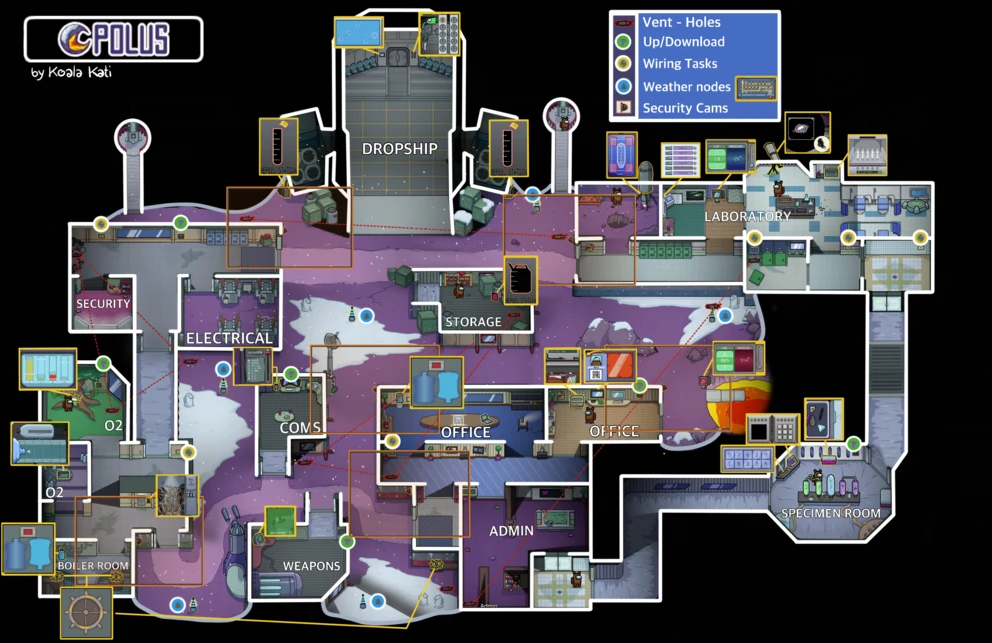 POLUS
by Koala Kati
Vent - Holes
Up/Download
Wiring Tasks
Weather nodes
Security Cams
DROPSHIP
LABORATORY
SECURITY
ELECTRICAL
STORAGE
O2
COMS
OFFICE
OFFICE
O2
ADMIN
SPECIMEN ROOM
BOILER ROOM
WEAPONS